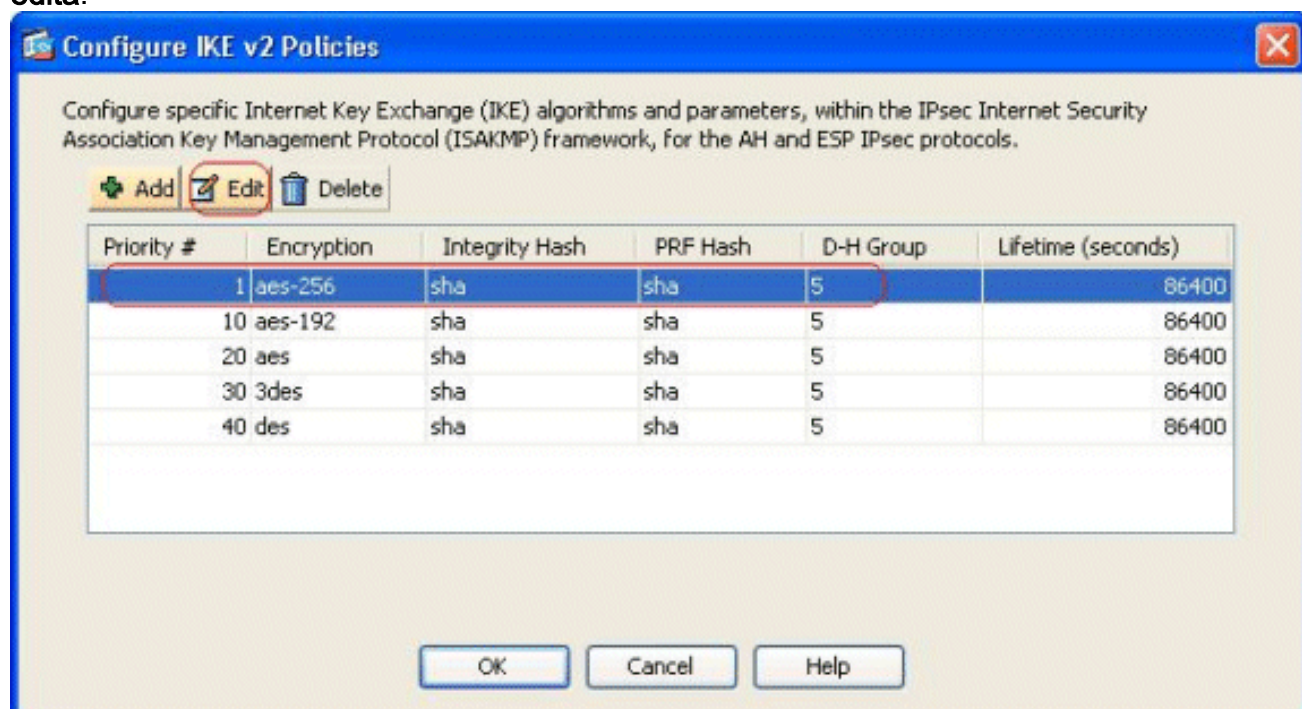 edita.
Configure IKE v2 Policies
Configure specific Internet Key Exchange (IKE) algorithms and parameters, within the IPsec Internet Security
Association Key Management Protocol (ISAKMP) framework, for the AH and ESP IPsec protocols.
Add Edit Delete
Priority # Encryption Integrity Hash PRF Hash D-H Group Lifetime (seconds)
1 aes-256 sha sha 5 86400
10 aes-192 sha sha 5 86400
20 aes sha sha 5 86400
30 3des sha sha 5 86400
40 des sha sha 5 86400
OK Cancel Help